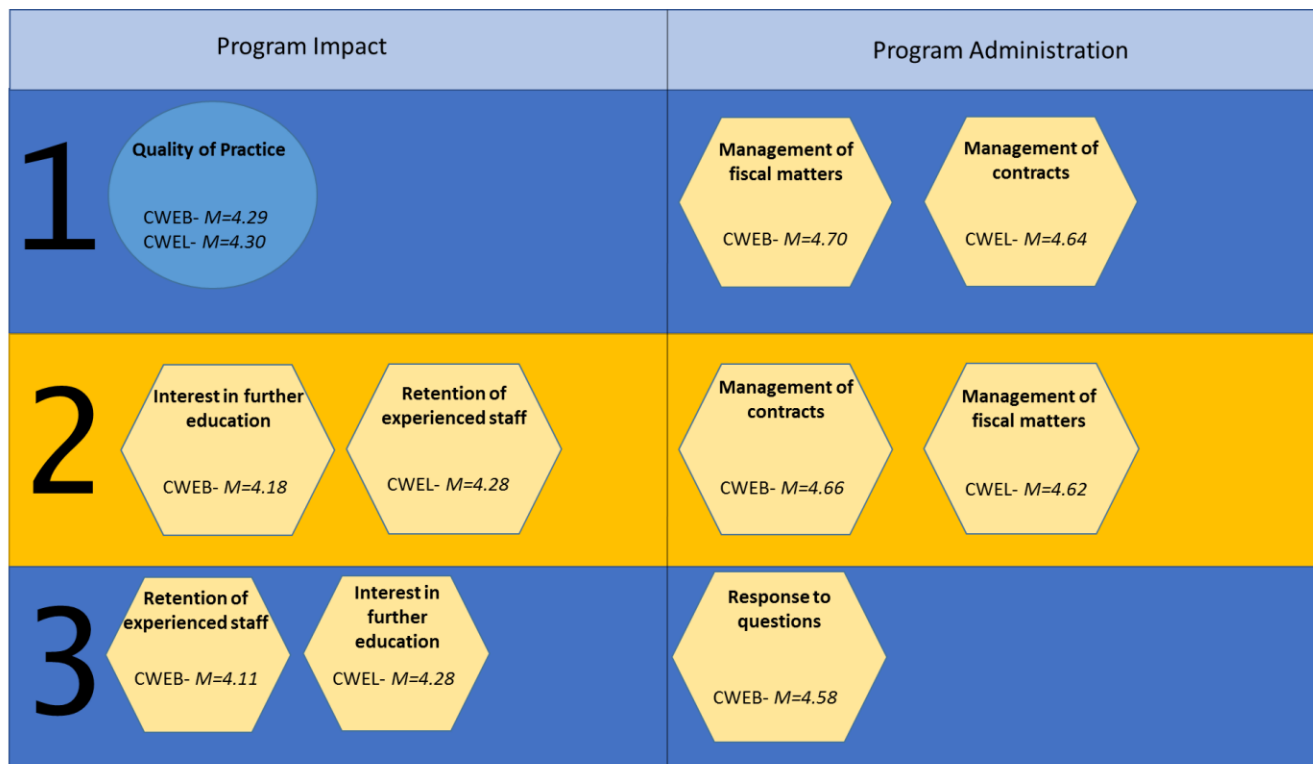 Program Impact
Program Administration
1
Quality of Practice
CWEB- M=4.29
CWEL- M=4.30
Management of
fiscal matters
CWEB- M=4.70
Management of
contracts
CWEL- M=4.64
2
Interest in further
education
CWEB- M=4.18
Retention of
experienced staff
CWEL- M=4.28
Management of
contracts
CWEB- M=4.66
Management of
fiscal matters
CWEL- M=4.62
3
Retention of
experienced staff
CWEB- M=4.11
Interest in
further
education
CWEL- M=4.28
Response to
questions
CWEB- M=4.58